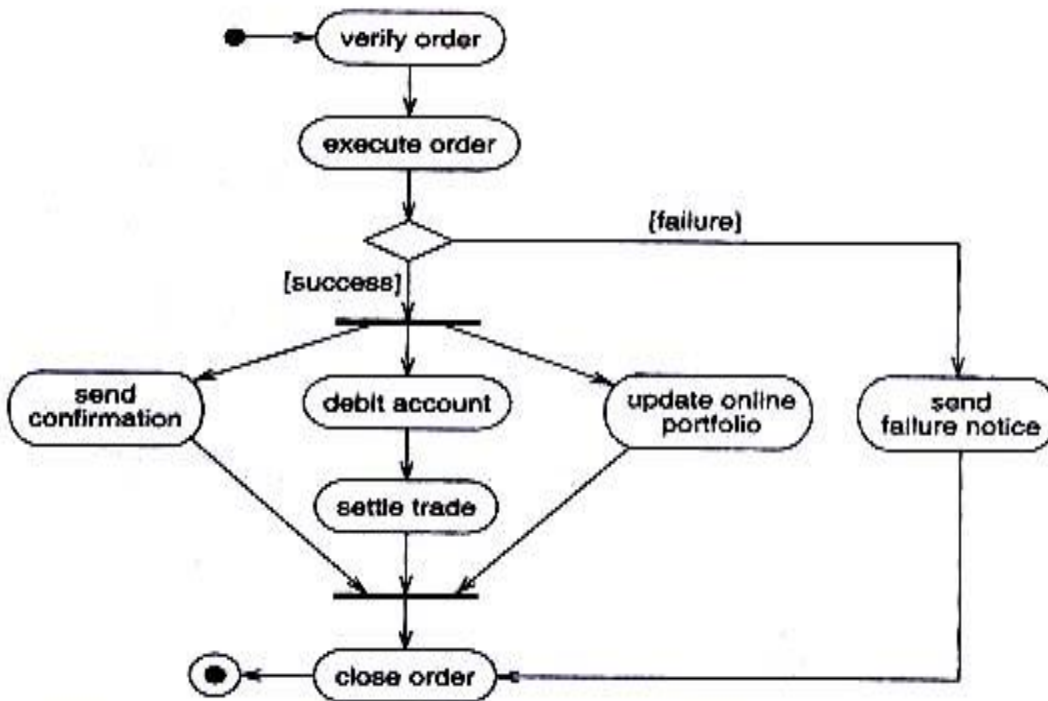 verify order
execute order
[failure]
[success]
send
confirmation
debit account
update online
portfolio
send
failure notice
settle trade
close order